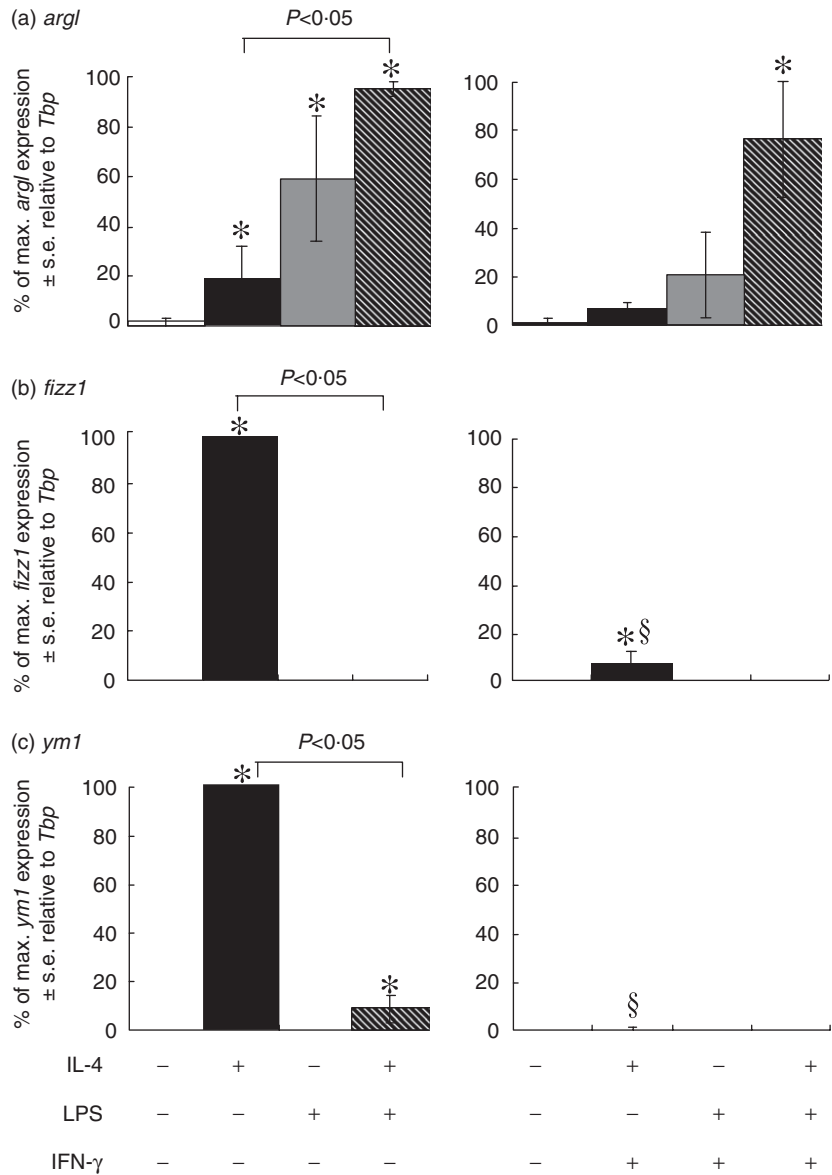 (a) argl
P<0·05
% of max. argl expression
± s.e. relative to Tbp
100
80
60
40
20
0
* * *
100
80
60
40
20
0
*
(b) fizz1
P<0·05
% of max. fizz1 expression
± s.e. relative to Tbp
100
80
60
40
20
0
*
100
80
60
40
20
0
*§
(c) ym1
P<0·05
% of max. ym1 expression
± s.e. relative to Tbp
100
80
60
40
20
0
* *
100
80
60
40
20
0
§
IL-4 – + – + – + – +
LPS – – + + – – + +
IFN-γ – – – – – + + +